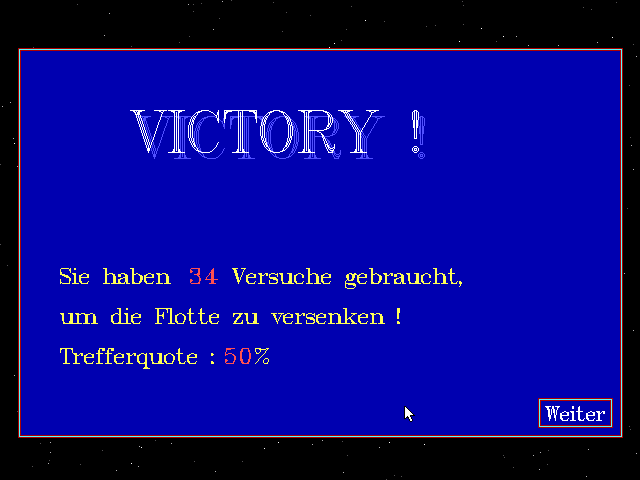 VICTORY !
Sie haben 34 Versuche gebraucht,
um die Flotte zu versenken !
Trefferquote : 50%
Weiter